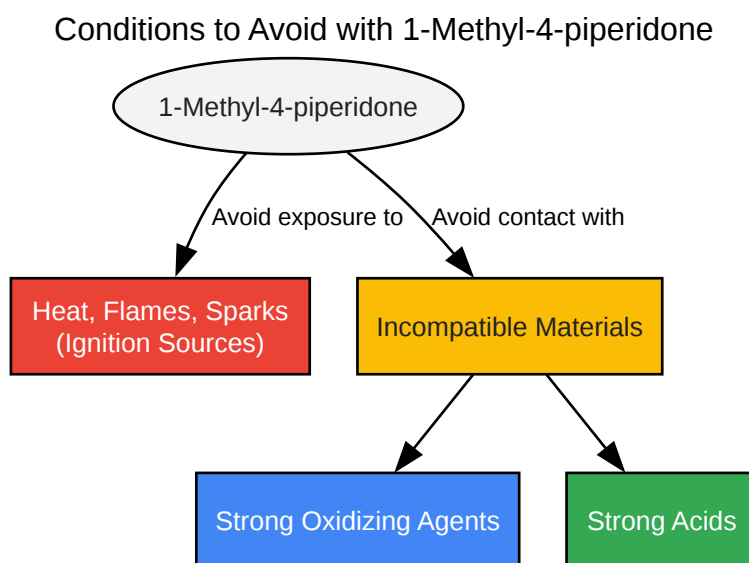 Conditions to Avoid with 1-Methyl-4-piperidone
1-Methyl-4-piperidone
Avoid exposure to
Avoid contact with
Heat, Flames, Sparks
(Ignition Sources)
Incompatible Materials
Strong Oxidizing Agents
Strong Acids